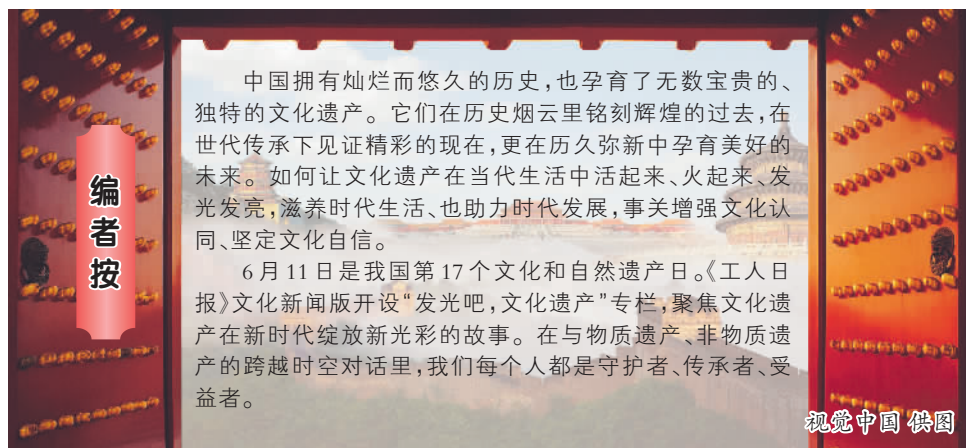 编者按
中国拥有灿烂而悠久的历史，也孕育了无数宝贵的、
独特的文化遗产。它们在历史烟云里铭刻辉煌的过去，在
世代传承下见证精彩的现在，更在历久弥新中孕育美好的
未来。如何让文化遗产在当代生活中活起来、火起来、发
光发亮，滋养时代生活、也助力时代发展，事关增强文化认
同、坚定文化自信。
6月11日是我国第17个文化和自然遗产日。《工人日
报》文化新闻版开设“发光吧，文化遗产”专栏，聚焦文化遗
产在新时代绽放新光彩的故事。在与物质遗产、非物质遗
产的跨越时空对话里，我们每个人都是守护者、传承者、受
益者。
视觉中国 供图